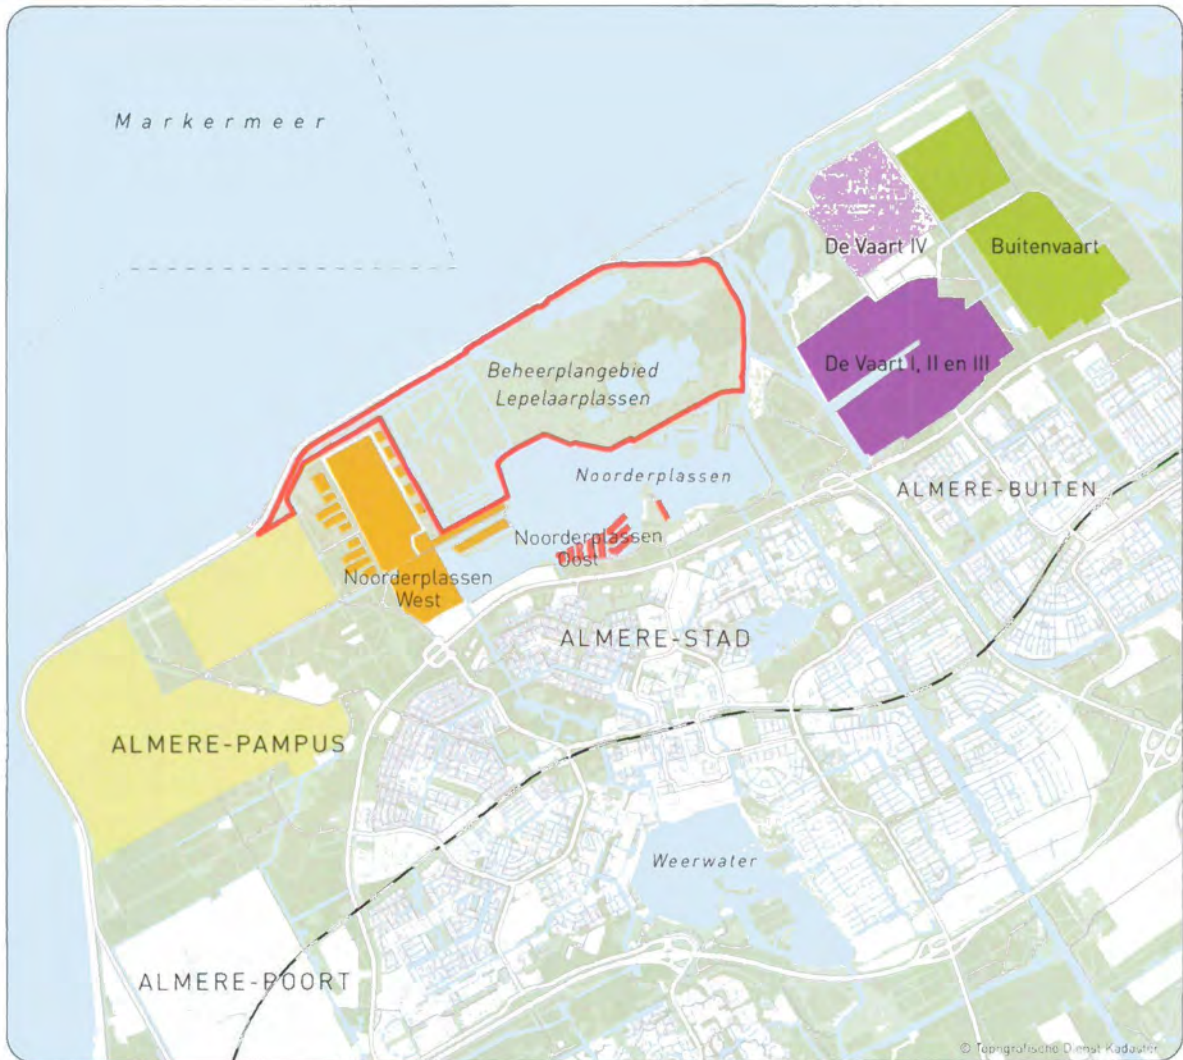 Markermeer
De Vaart IV
Buitenvaart
De Vaart I, II en III
Beheerplangebied
Lepelaarplassen
Noorderplassen
ALMERE-BUITEN
Noorderplassen
Oost
Noorderplassen
West
ALMERE-STAD
ALMERE-PAMPUS
Weerwater
ALMERE-POORT
© Topografische Dienst Kadaster